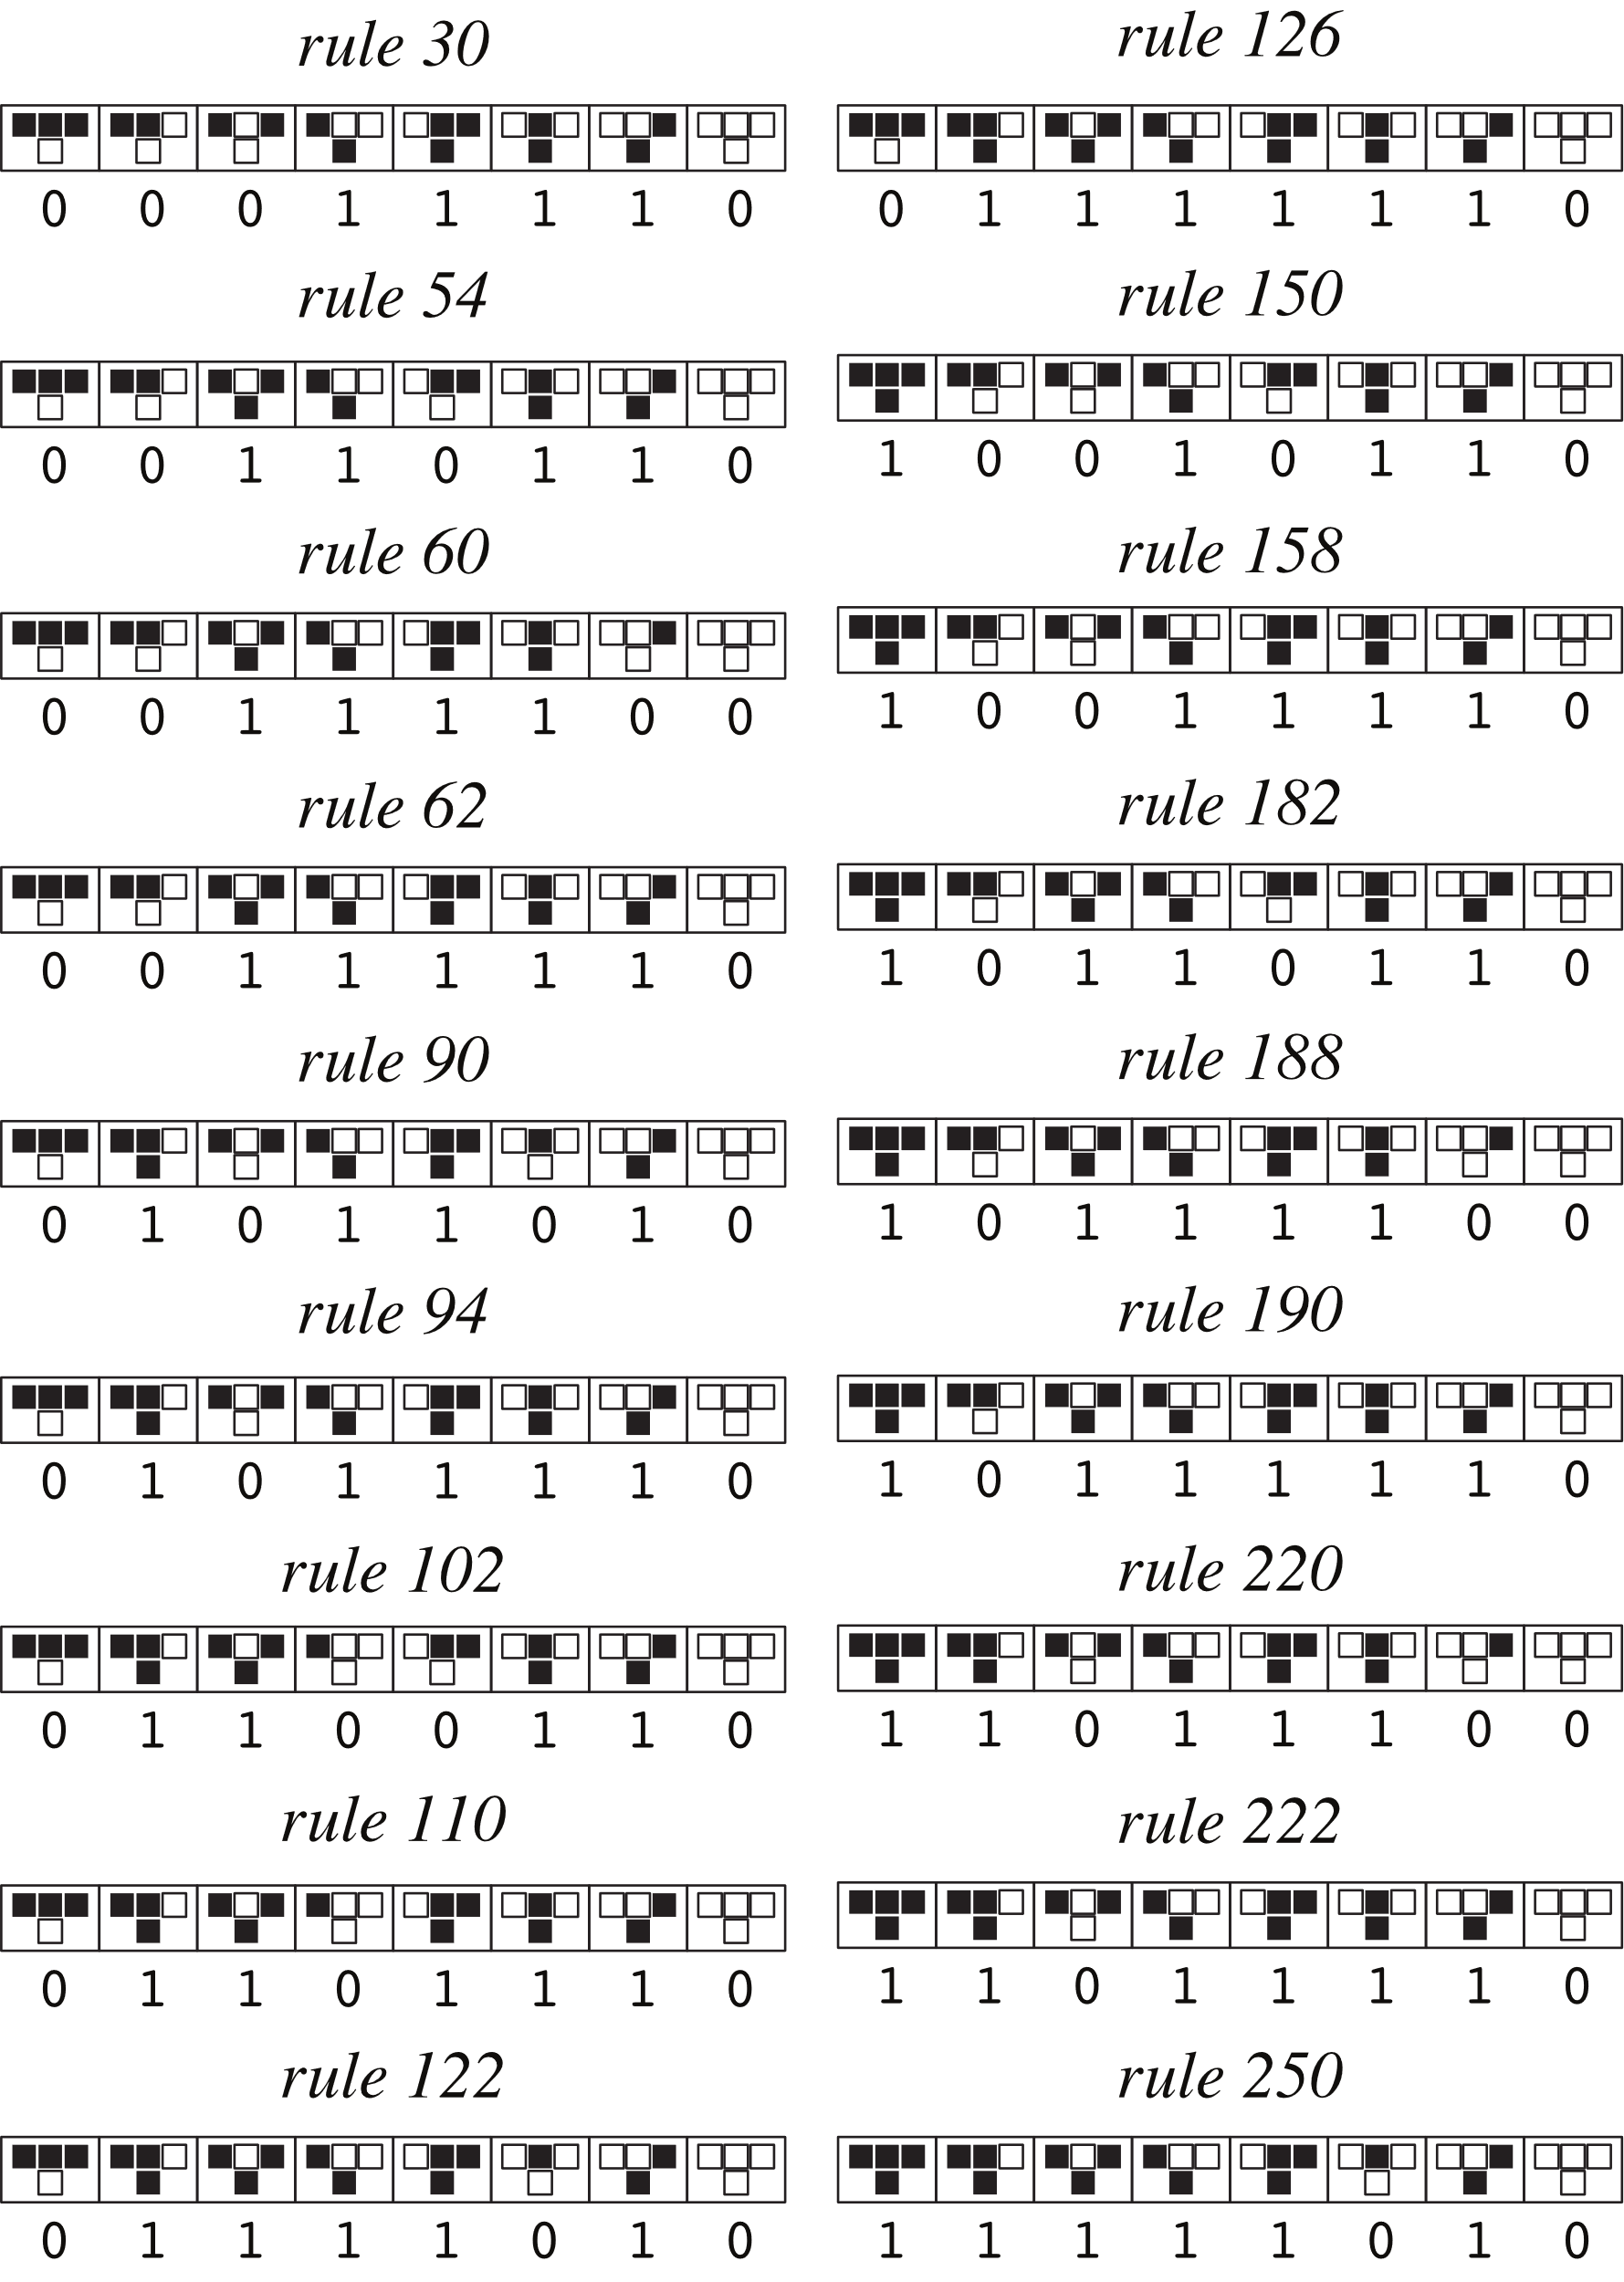 rule 30
0 0 0 1 1 1 1 0
rule 54
0 0 1 1 0 1 1 0
rule 60
0 0 1 1 1 1 0 0
rule 62
0 0 1 1 1 1 1 0
rule 90
0 1 0 1 1 0 1 0
rule 94
0 1 0 1 1 1 1 0
rule 102
0 1 1 0 0 1 1 0
rule 110
0 1 1 0 1 1 1 0
rule 122
0 1 1 1 1 0 1 0
rule 126
0 1 1 1 1 1 1 0
rule 150
1 0 0 1 0 1 1 0
rule 158
1 0 0 1 1 1 1 0
rule 182
1 0 1 1 0 1 1 0
rule 188
1 0 1 1 1 1 0 0
rule 190
1 0 1 1 1 1 1 0
rule 220
1 1 0 1 1 1 0 0
rule 222
1 1 0 1 1 1 1 0
rule 250
1 1 1 1 1 0 1 0